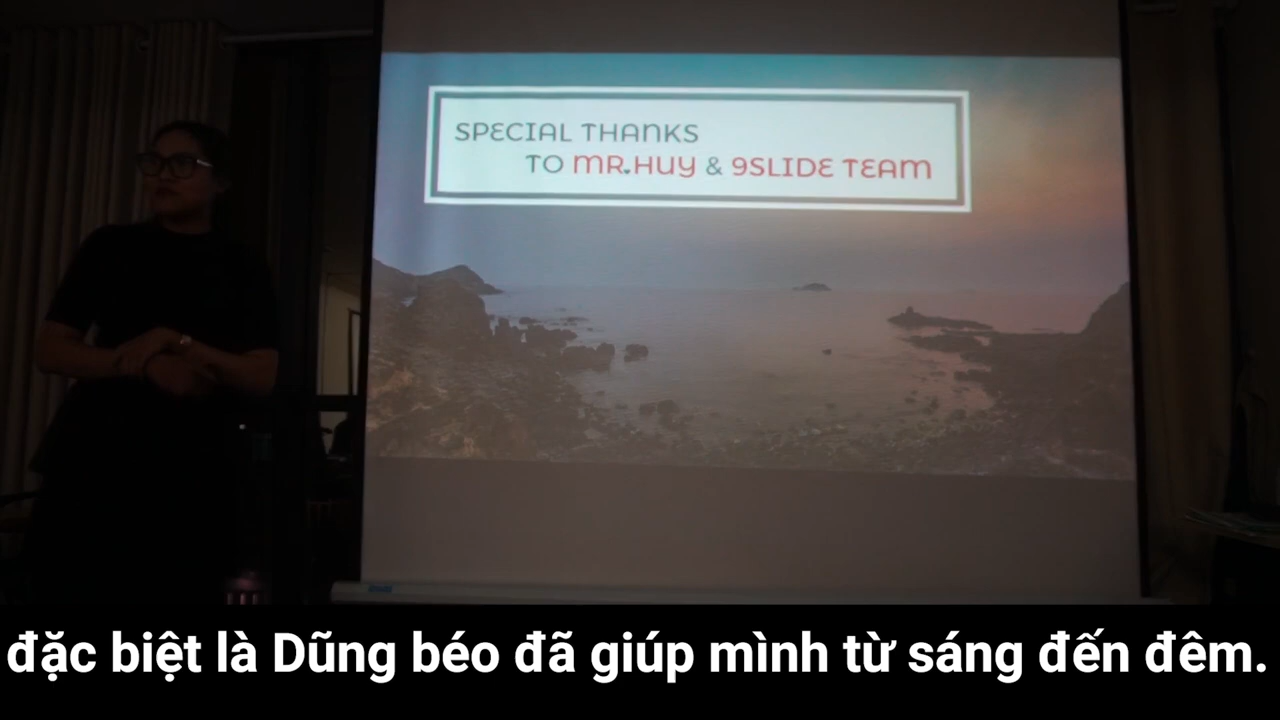 SPECIAL THANKS
TO MR.HUY & 9SLIDE TEAM
đặc biệt là Dũng béo đã giúp mình từ sáng đến đêm.